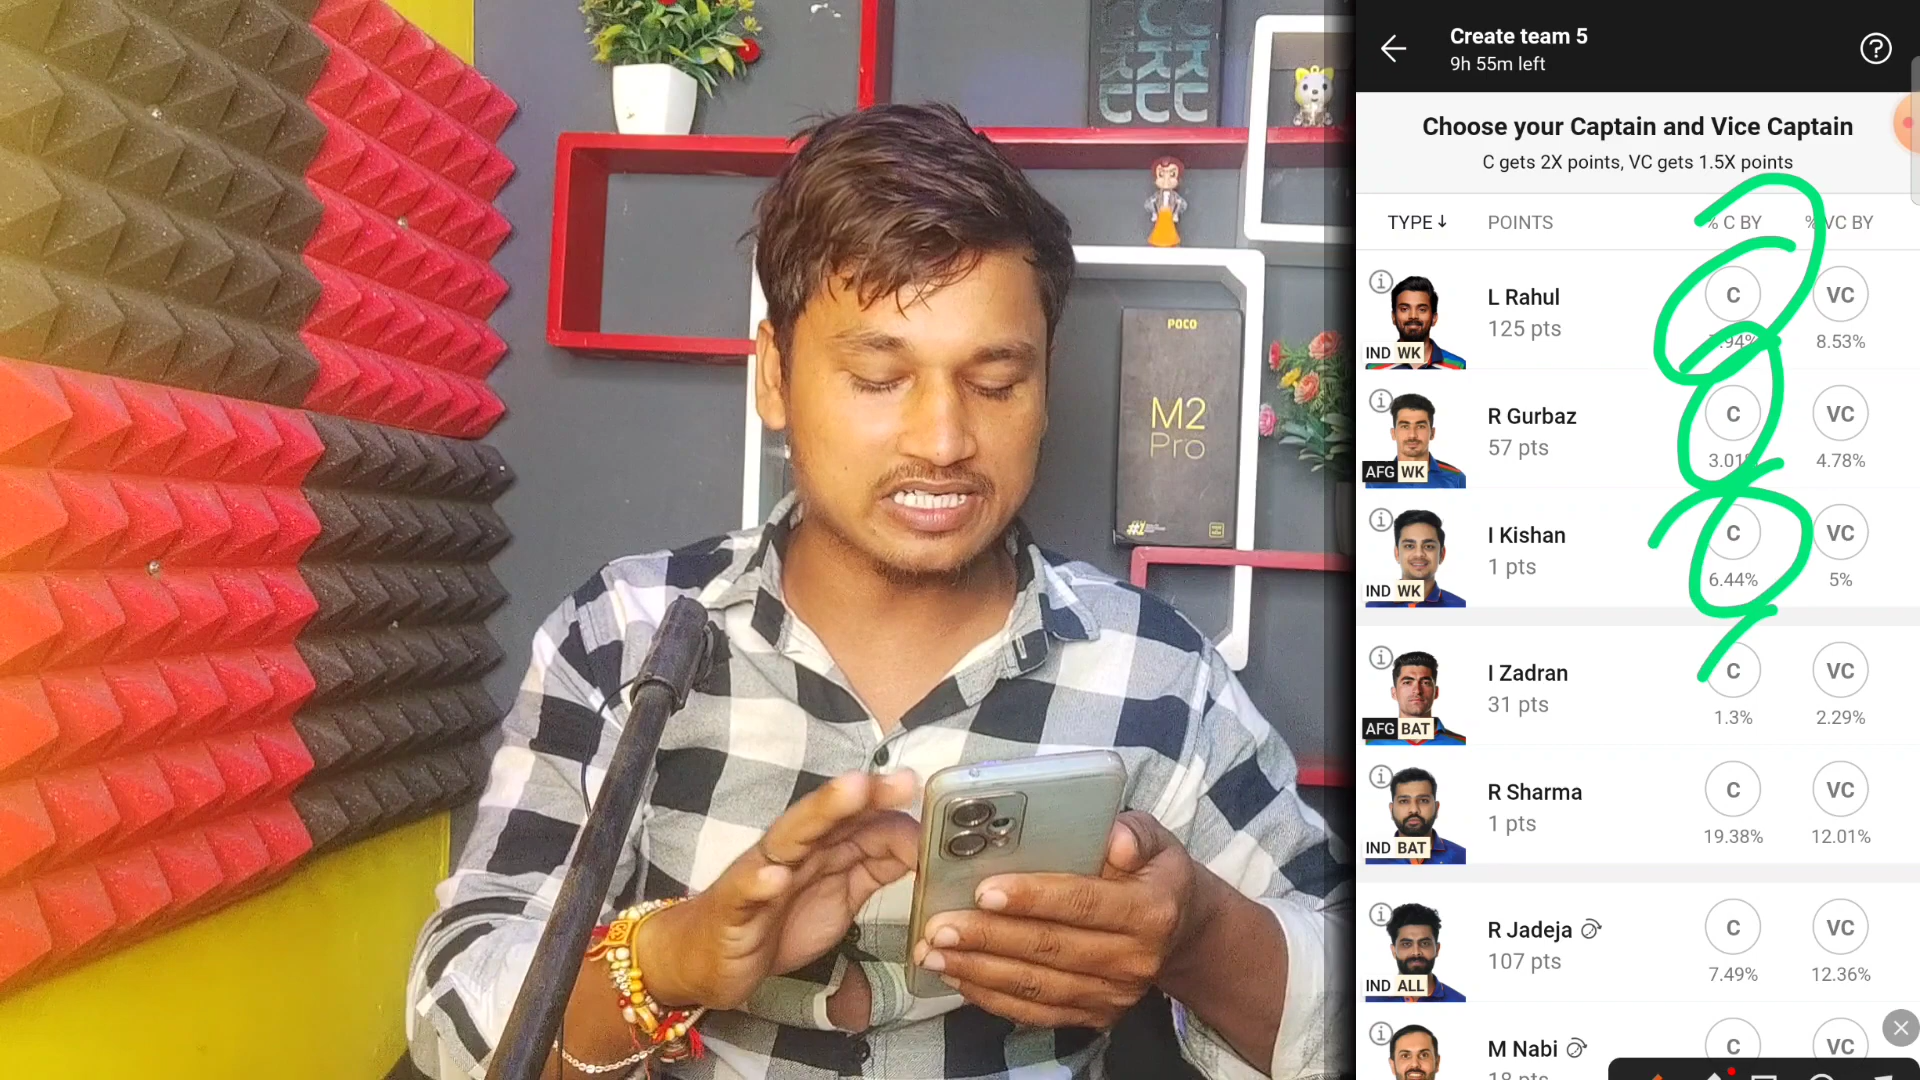 Create team 5
9h 55m left
Choose your Captain and Vice Captain
C gets 2X points, VC gets 1.5X points
TYPE↓ POINTS % C BY % VC BY
L Rahul
125 pts
C
VC
8.53%
IND WK
R Gurbaz
57 pts
C
VC
4.78%
AFG WK
I Kishan
1 pts
C
6.44%
VC
5%
IND WK
I Zadran
31 pts
C
1.3%
VC
2.29%
AFG BAT
R Sharma
1 pts
C
19.38%
VC
12.01%
IND BAT
R Jadeja
107 pts
C
7.49%
VC
12.36%
IND ALL
M Nabi
C
VC
POCO
M2
Pro